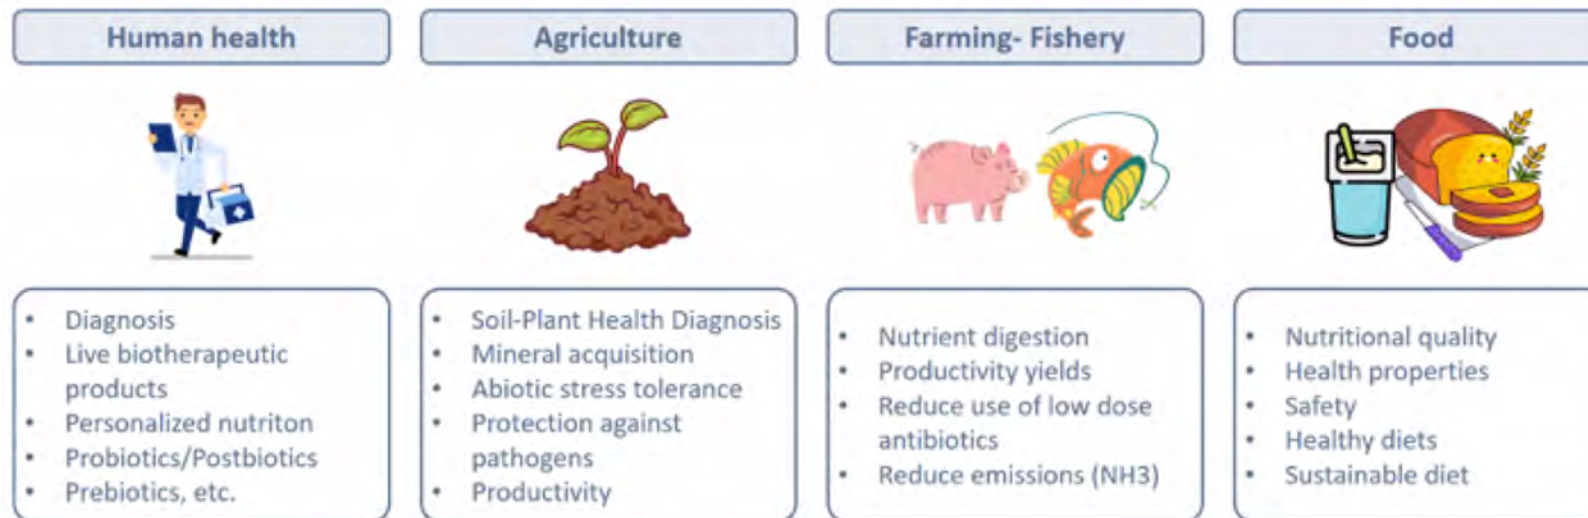 Human health
Agriculture
Farming- Fishery
Food
• Diagnosis
• Live biotherapeutic
products
• Personalized nutriton
• Probiotics/Postbiotics
• Prebiotics, etc.
• Soil-Plant Health Diagnosis
• Mineral acquisition
• Abiotic stress tolerance
• Protection against
pathogens
• Productivity
• Nutrient digestion
• Productivity yields
• Reduce use of low dose
antibiotics
• Reduce emissions (NH3)
• Nutritional quality
• Health properties
• Safety
• Healthy diets
• Sustainable diet